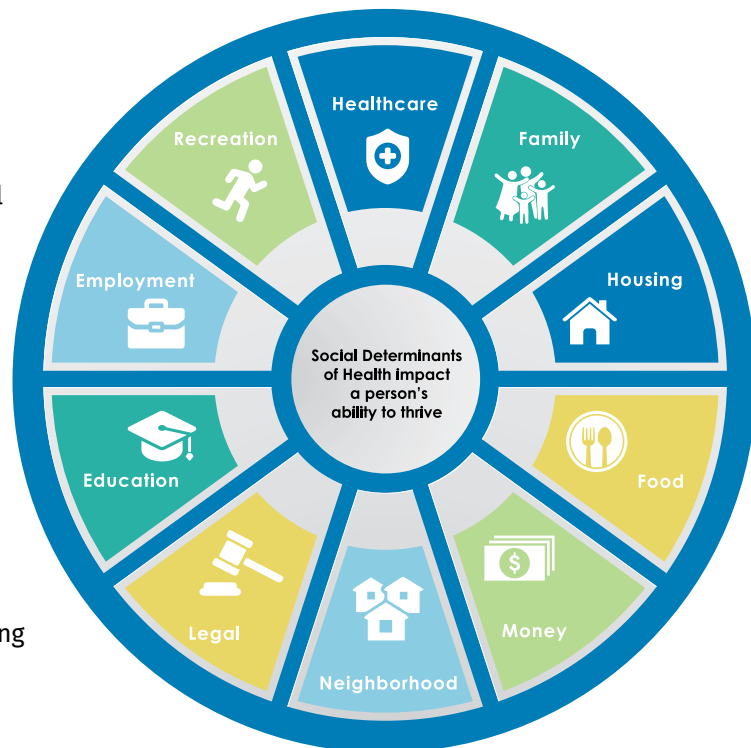 Healthcare
Family
Housing
Food
Money
Neighborhood
Legal
Education
Employment
Recreation
Social Determinants
of Health impact
a person's
ability to thrive
$